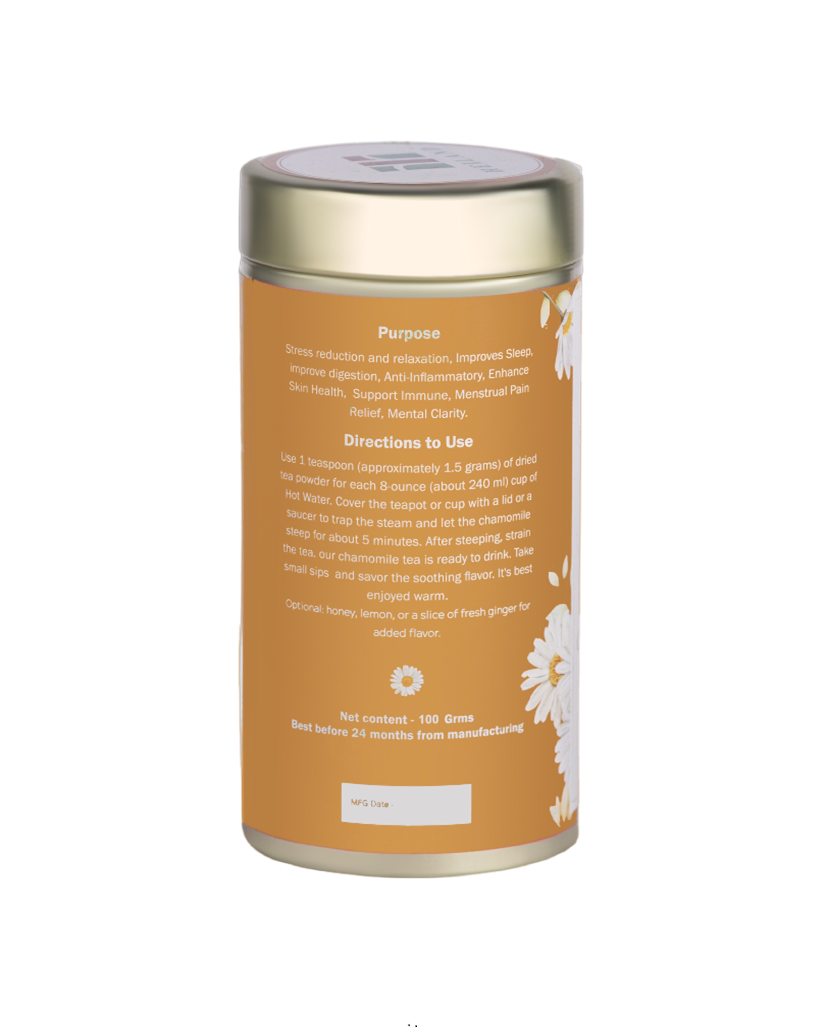 Purpose
Stress reduction and relaxation, Improves Sleep,
improve digestion, Anti-Inflammatory, Enhance
Skin Health, Support Immune, Menstrual Pain
Relief, Mental Clarity.
Directions to Use
Use 1 teaspoon (approximately 1.5 grams) of dried
tea powder for each 8-ounce (about 240 ml) cup of
Hot Water. Cover the teapot or cup with a lid or a
saucer to trap the steam and let the chamomile
steep for about 5 minutes. After steeping, strain
the tea. our chamomile tea is ready to drink. Take
small sips and savor the soothing flavor. It's best
enjoyed warm.
Optional: honey, lemon, or a slice of fresh ginger for
added flavor.
Net content - 100 Grms
Best before 24 months from manufacturing
MFG Date -